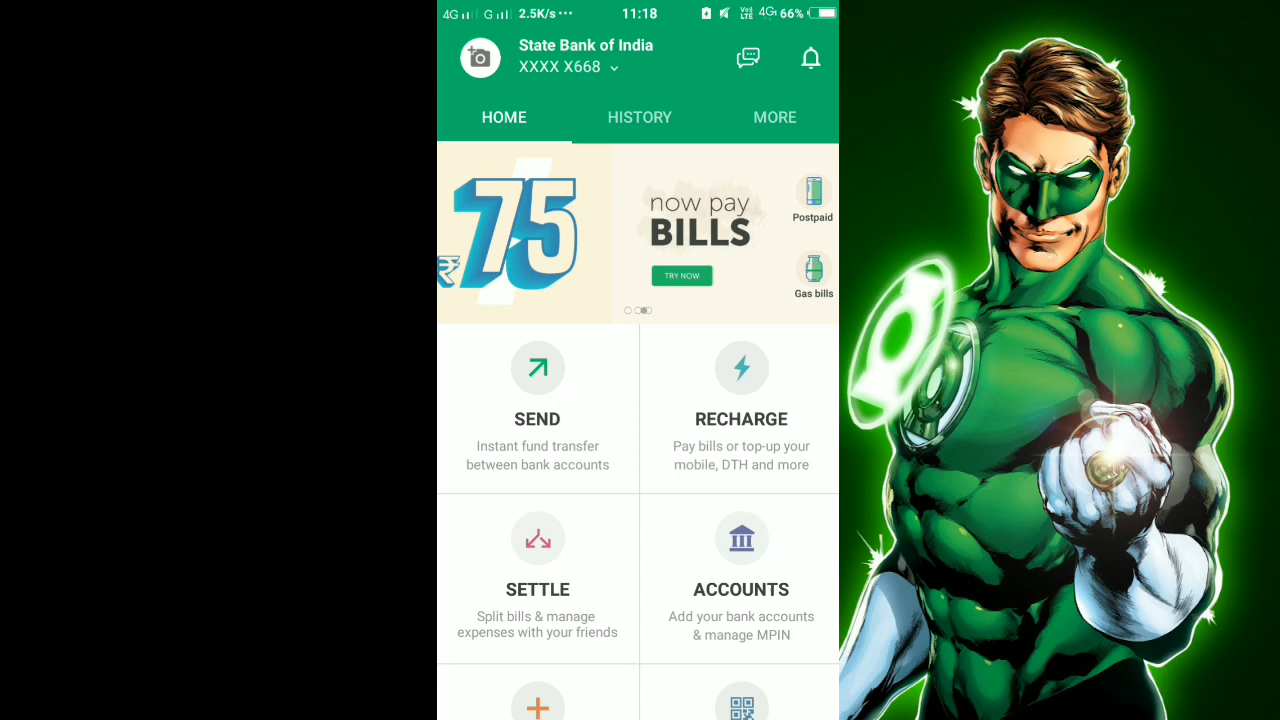 4G G 2.5K/s ••• 11:18 VoLTE 4G 66%
State Bank of India
XXXX X668
HOME HISTORY MORE
₹75
now pay
BILLS
TRY NOW
Postpaid
Gas bills
SEND
Instant fund transfer
between bank accounts
RECHARGE
Pay bills or top-up your
mobile, DTH and more
SETTLE
Split bills & manage
expenses with your friends
ACCOUNTS
Add your bank accounts
& manage MPIN